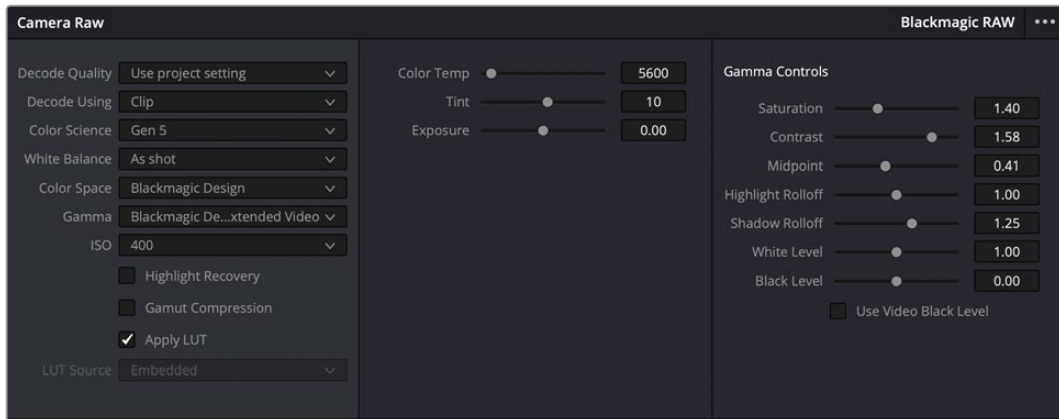 Camera Raw
Blackmagic RAW
Decode Quality Use project setting
Decode Using Clip
Color Science Gen 5
White Balance As shot
Color Space Blackmagic Design
Gamma Blackmagic De...xtended Video
ISO 400
Highlight Recovery
Gamut Compression
Apply LUT
LUT Source Embedded
Color Temp 5600
Tint 10
Exposure 0.00
Gamma Controls
Saturation 1.40
Contrast 1.58
Midpoint 0.41
Highlight Rolloff 1.00
Shadow Rolloff 1.25
White Level 1.00
Black Level 0.00
Use Video Black Level